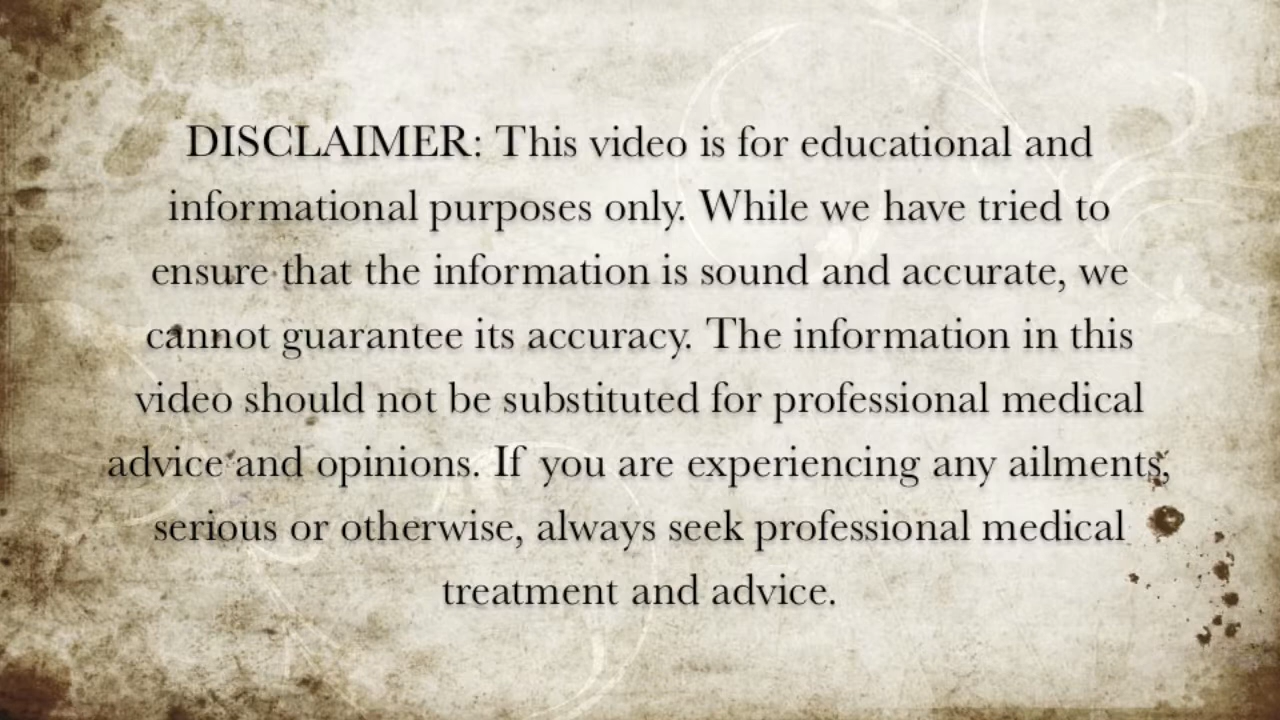 DISCLAIMER: This video is for educational and
informational purposes only. While we have tried to
ensure that the information is sound and accurate, we
cannot guarantee its accuracy. The information in this
video should not be substituted for professional medical
advice and opinions. If you are experiencing any ailments,
serious or otherwise, always seek professional medical
treatment and advice.